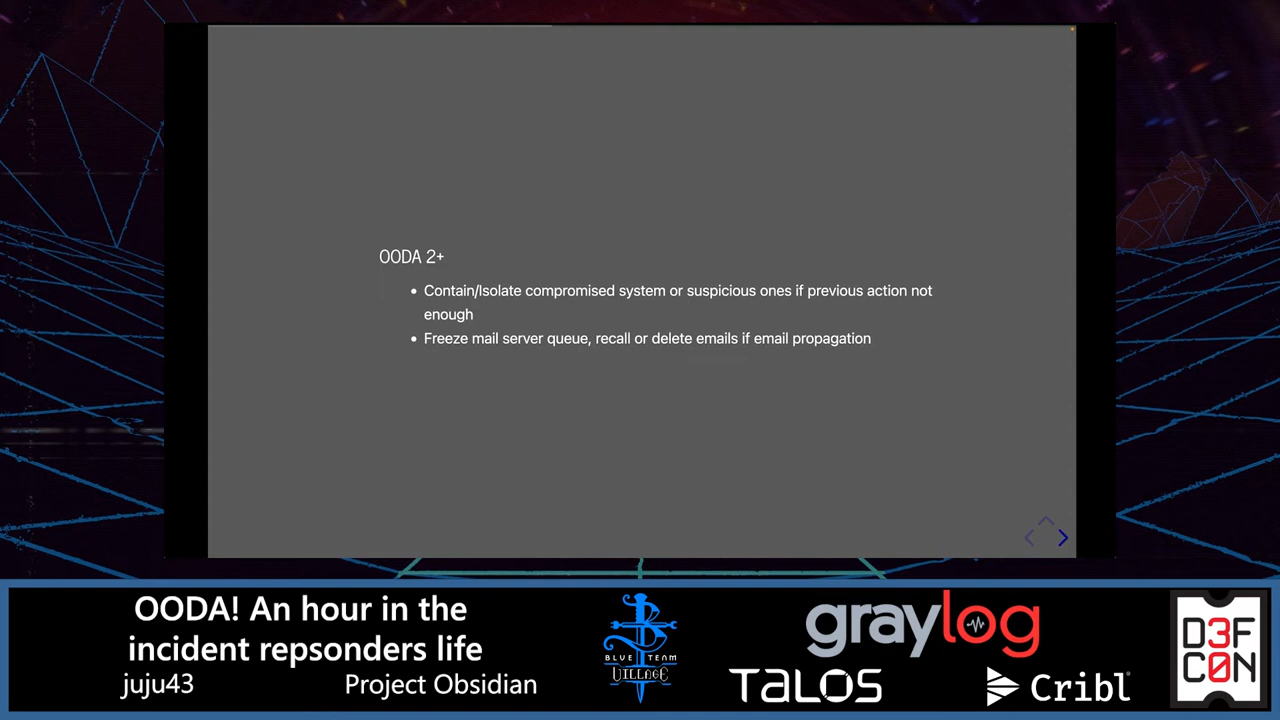 OODA 2+
• Contain/Isolate compromised system or suspicious ones if previous action not
enough
• Freeze mail server queue, recall or delete emails if email propagation
OODA! An hour in the
incident repsonders life
juju43
Project Obsidian
BLUE TEAM
VILLAGE
graylog
TALOS
Cribl
D3F
C0N